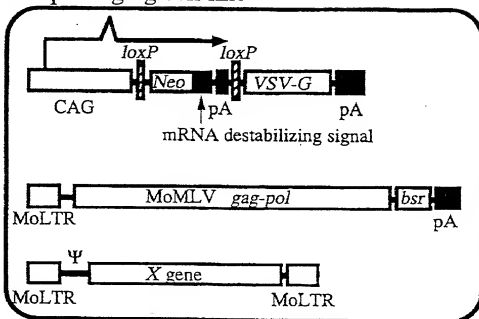 loxP loxP
Neo VSV-G
CAG pA pA
mRNA destabilizing signal
MoMLV gag-pol bsr
MoLTR pA
Ψ
X gene
MoLTR MoLTR